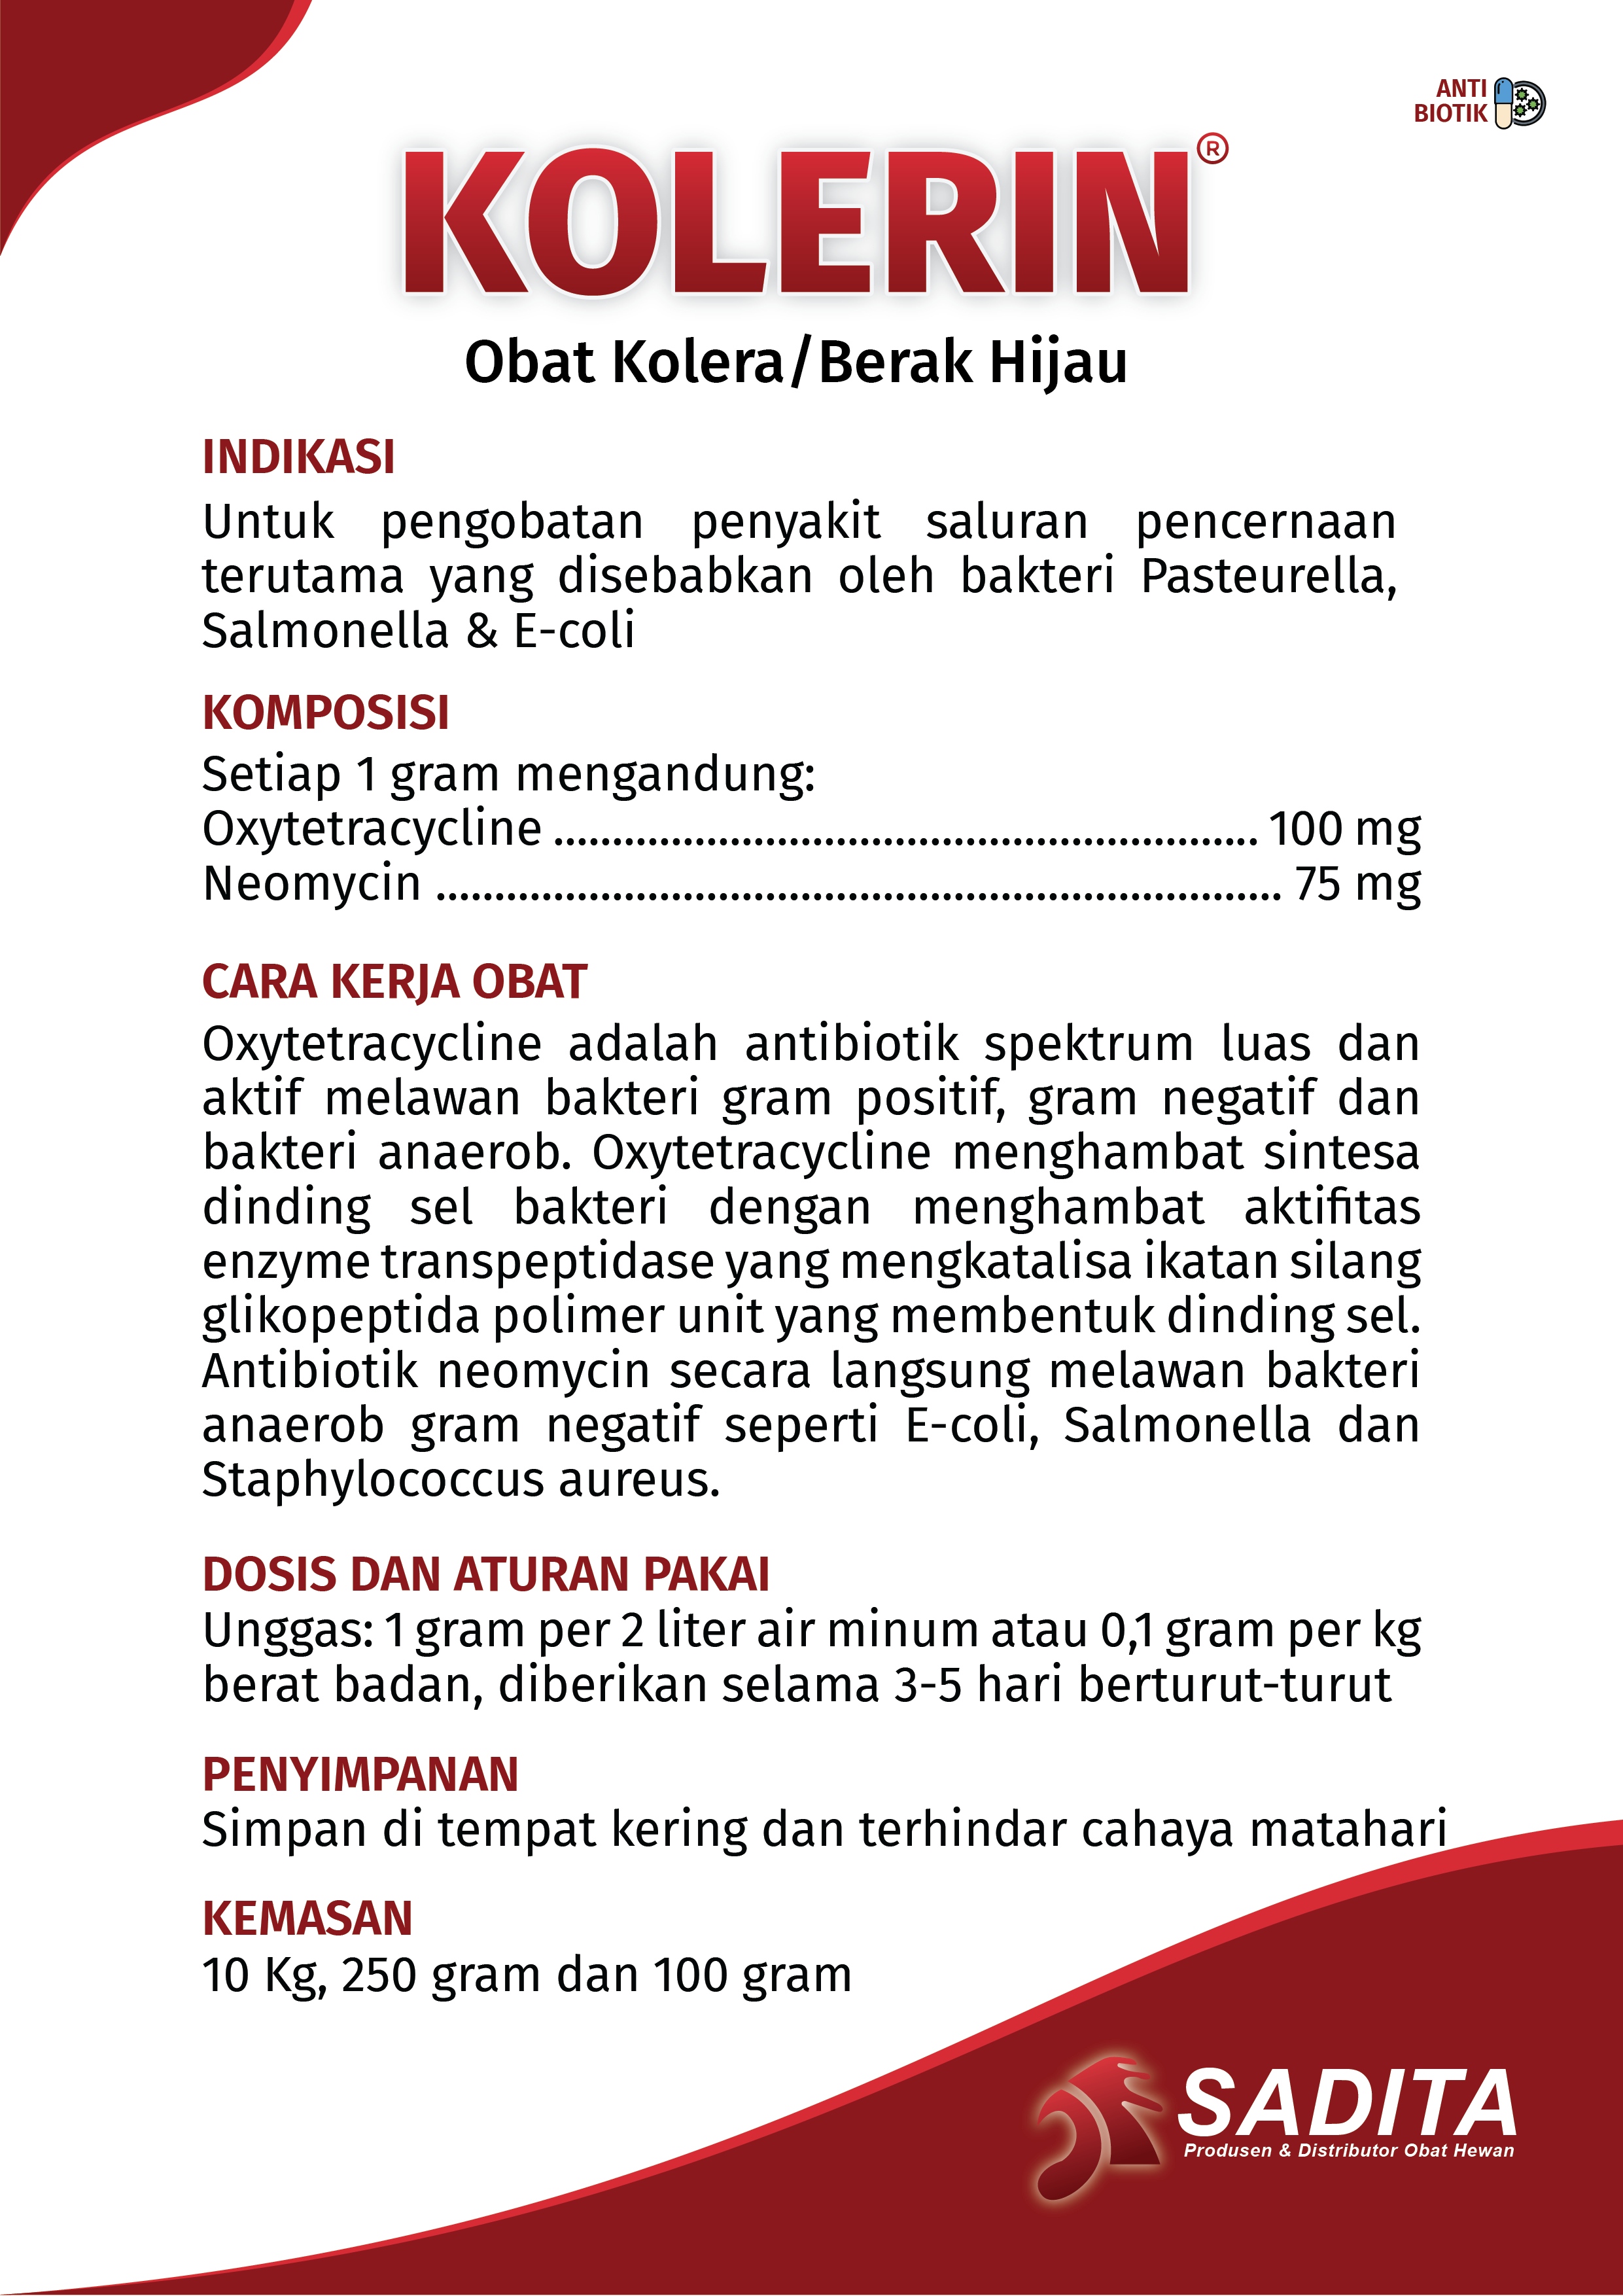 ANTI
BIOTIK
KOLERIN®
Obat Kolera/Berak Hijau
INDIKASI
Untuk pengobatan penyakit saluran pencernaan
terutama yang disebabkan oleh bakteri Pasteurella,
Salmonella & E-coli
KOMPOSISI
Setiap 1 gram mengandung:
Oxytetracycline ............................................................ 100 mg
Neomycin ........................................................................ 75 mg
CARA KERJA OBAT
Oxytetracycline adalah antibiotik spektrum luas dan
aktif melawan bakteri gram positif, gram negatif dan
bakteri anaerob. Oxytetracycline menghambat sintesa
dinding sel bakteri dengan menghambat aktifitas
enzyme transpeptidase yang mengkatalisa ikatan silang
glikopeptida polimer unit yang membentuk dinding sel.
Antibiotik neomycin secara langsung melawan bakteri
anaerob gram negatif seperti E-coli, Salmonella dan
Staphylococcus aureus.
DOSIS DAN ATURAN PAKAI
Unggas: 1 gram per 2 liter air minum atau 0,1 gram per kg
berat badan, diberikan selama 3-5 hari berturut-turut
PENYIMPANAN
Simpan di tempat kering dan terhindar cahaya matahari
KEMASAN
10 Kg, 250 gram dan 100 gram
SADITA
Produsen & Distributor Obat Hewan